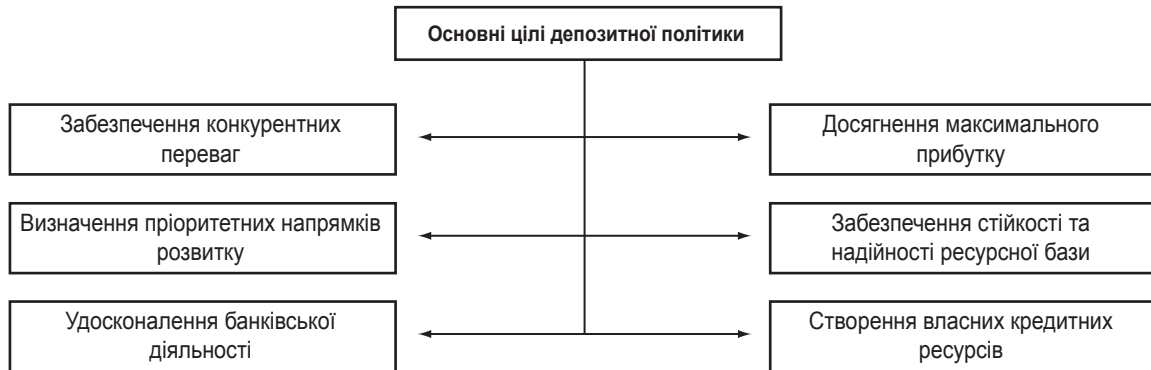 Основні цілі депозитної політики
Забезпечення конкурентних
переваг
Досягнення максимального
прибутку
Визначення пріоритетних напрямків
розвитку
Забезпечення стійкості та
надійності ресурсної бази
Удосконалення банківської
діяльності
Створення власних кредитних
ресурсів